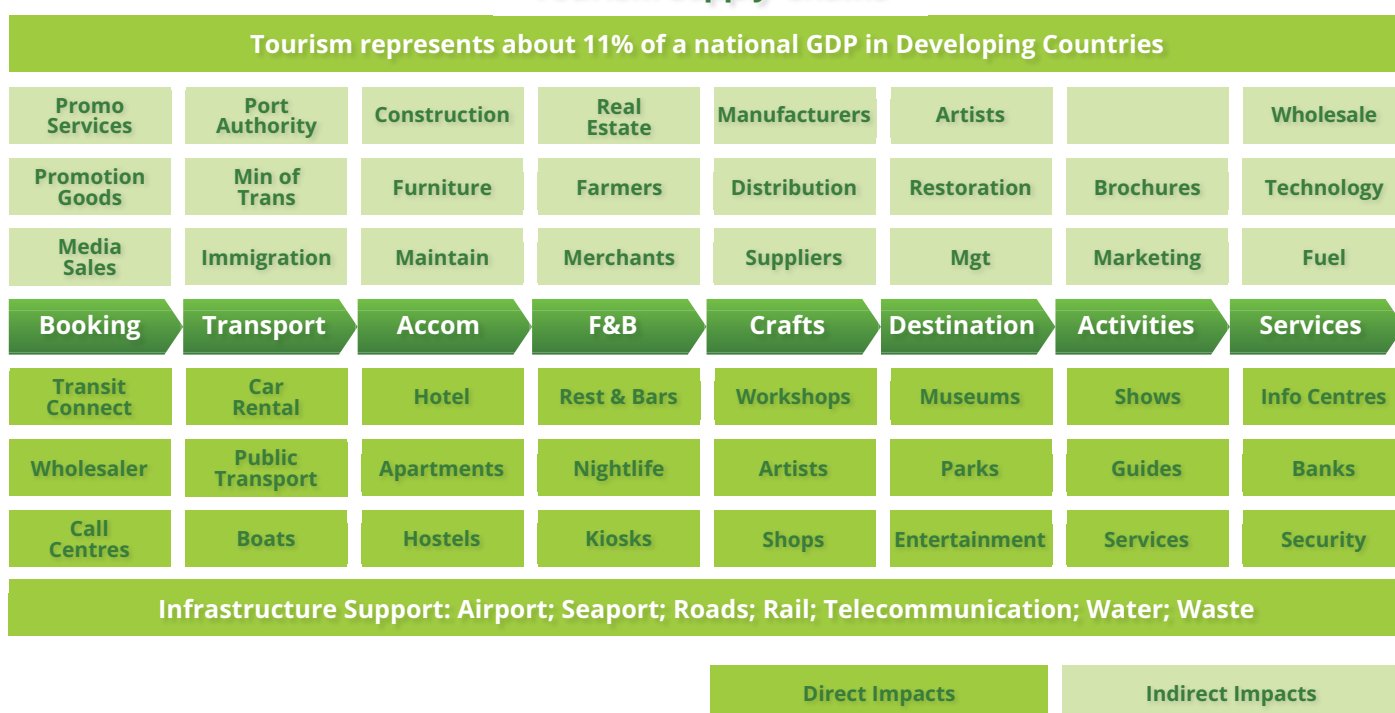 Tourism represents about 11% of a national GDP in Developing Countries
Promo
Services
Port
Authority
Construction
Real
Estate
Manufacturers
Artists
Wholesale
Promotion
Goods
Min of
Trans
Furniture
Farmers
Distribution
Restoration
Brochures
Technology
Media
Sales
Immigration
Maintain
Merchants
Suppliers
Mgt
Marketing
Fuel
Booking
Transport
Accom
F&B
Crafts
Destination
Activities
Services
Transit
Connect
Car
Rental
Hotel
Rest & Bars
Workshops
Museums
Shows
Info Centres
Wholesaler
Public
Transport
Apartments
Nightlife
Artists
Parks
Guides
Banks
Call
Centres
Boats
Hostels
Kiosks
Shops
Entertainment
Services
Security
Infrastructure Support: Airport; Seaport; Roads; Rail; Telecommunication; Water; Waste
Direct Impacts
Indirect Impacts